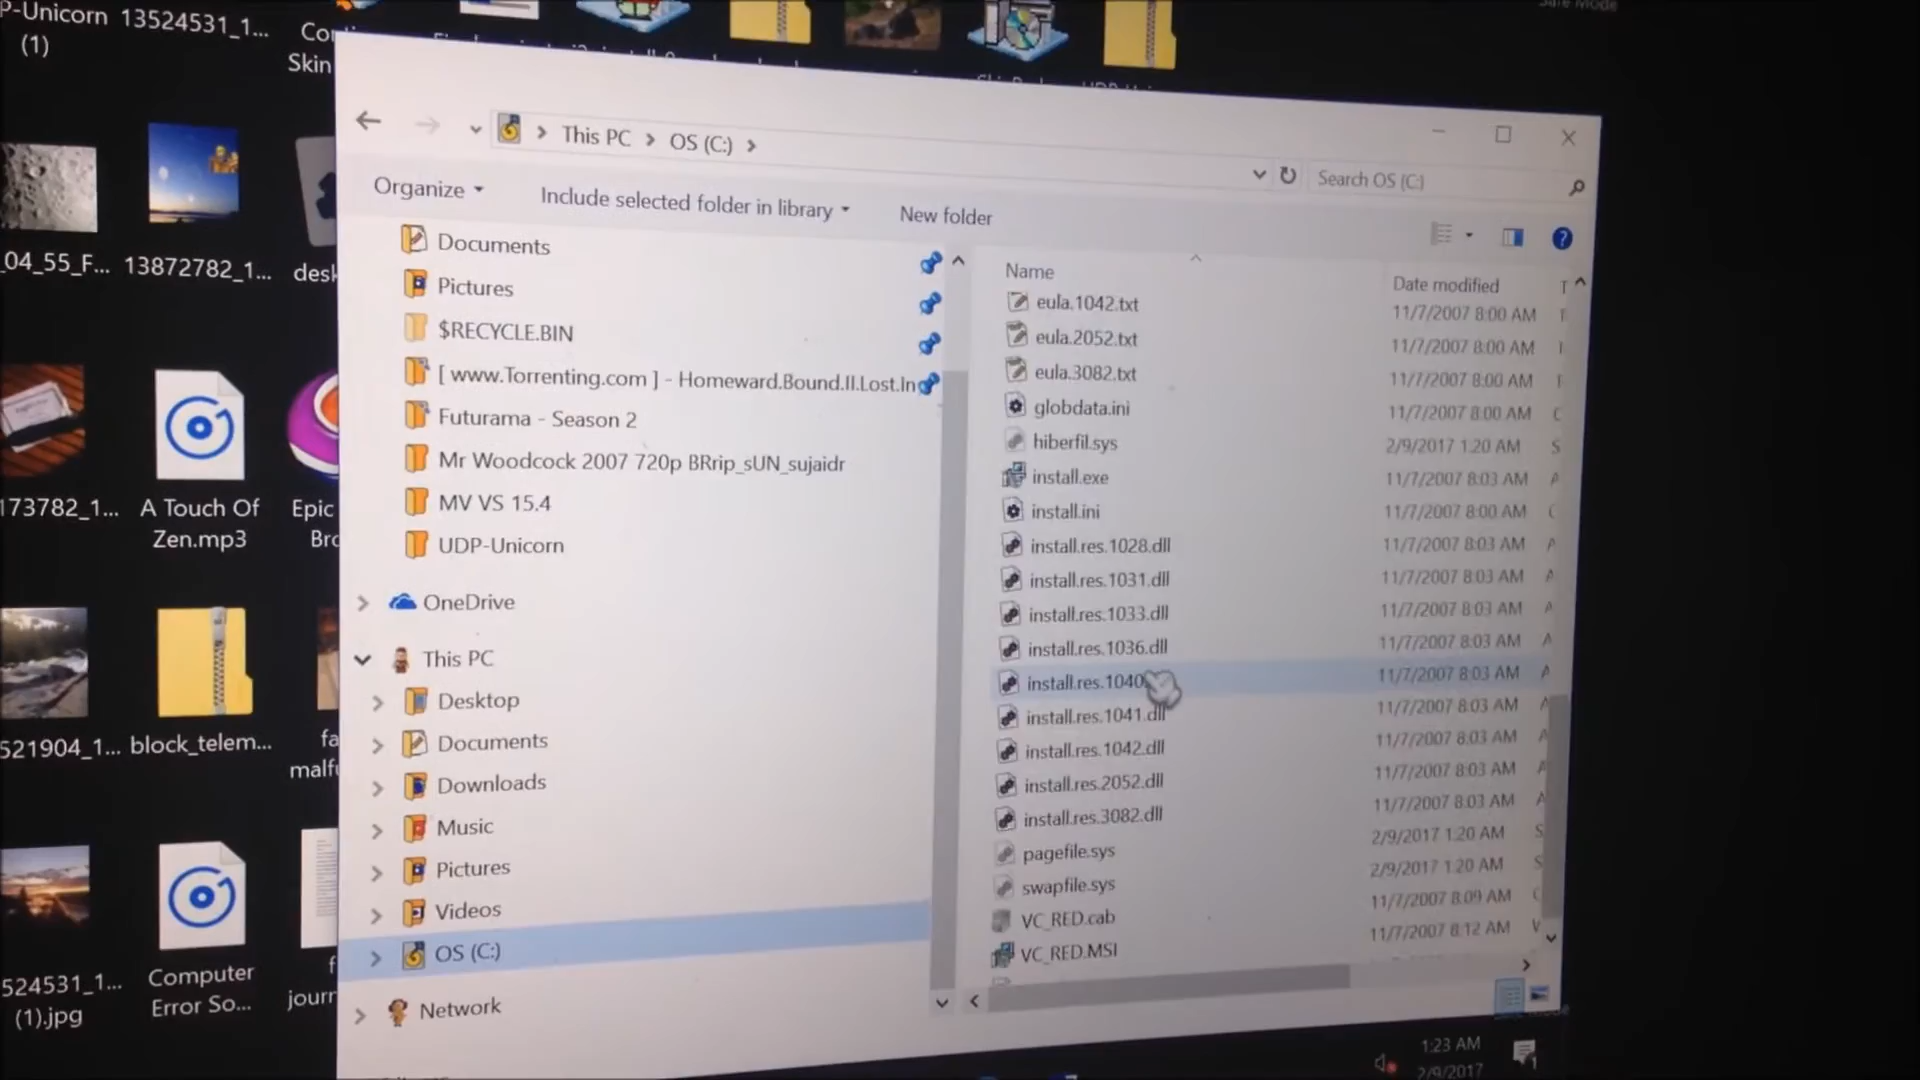 P-Unicorn
(1)
13524531_1...
Skin
Safe Mode
This PC
OS (C:)
Search OS (C:)
Organize
Include selected folder in library
New folder
_04_55_F...
13872782_1...
173782_1...
A Touch Of
Zen.mp3
Epic
521904_1...
block_telem...
524531_1...
(1).jpg
Computer
Error So...
Documents
Pictures
$RECYCLE.BIN
[ www.Torrenting.com ] - Homeward.Bound.II.Lost.In
Futurama - Season 2
Mr Woodcock 2007 720p BRrip_sUN_sujaidr
MV VS 15.4
UDP-Unicorn
OneDrive
This PC
Desktop
Documents
Downloads
Music
Pictures
Videos
OS (C:)
Network
Name
Date modified
T
eula.1042.txt
11/7/2007 8:00 AM
eula.2052.txt
11/7/2007 8:00 AM
eula.3082.txt
11/7/2007 8:00 AM
globdata.ini
11/7/2007 8:00 AM
hiberfil.sys
2/9/2017 1:20 AM
S
install.exe
11/7/2007 8:03 AM
A
install.ini
11/7/2007 8:00 AM
install.res.1028.dll
11/7/2007 8:03 AM
install.res.1031.dll
11/7/2007 8:03 AM
install.res.1033.dll
11/7/2007 8:03 AM
install.res.1036.dll
11/7/2007 8:03 AM
install.res.1040
11/7/2007 8:03 AM
install.res.1041.dll
11/7/2007 8:03 AM
install.res.1042.dll
11/7/2007 8:03 AM
install.res.2052.dll
11/7/2007 8:03 AM
install.res.3082.dll
11/7/2007 8:03 AM
pagefile.sys
2/9/2017 1:20 AM
S
swapfile.sys
2/9/2017 1:20 AM
S
VC_RED.cab
11/7/2007 8:09 AM
VC_RED.MSI
11/7/2007 8:12 AM
1:23 AM
2/9/2017